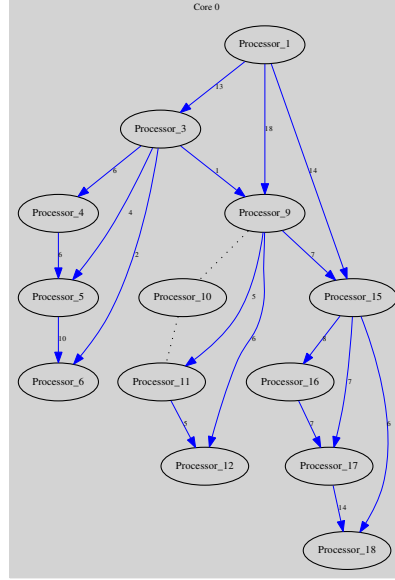 Core 0
Processor_1
13
18
14
Processor_3
6
4
2
1
Processor_4
Processor_9
6
7
5
6
Processor_5
Processor_10
Processor_15
10
8
7
6
Processor_6
Processor_11
Processor_16
5
7
Processor_12
Processor_17
14
Processor_18